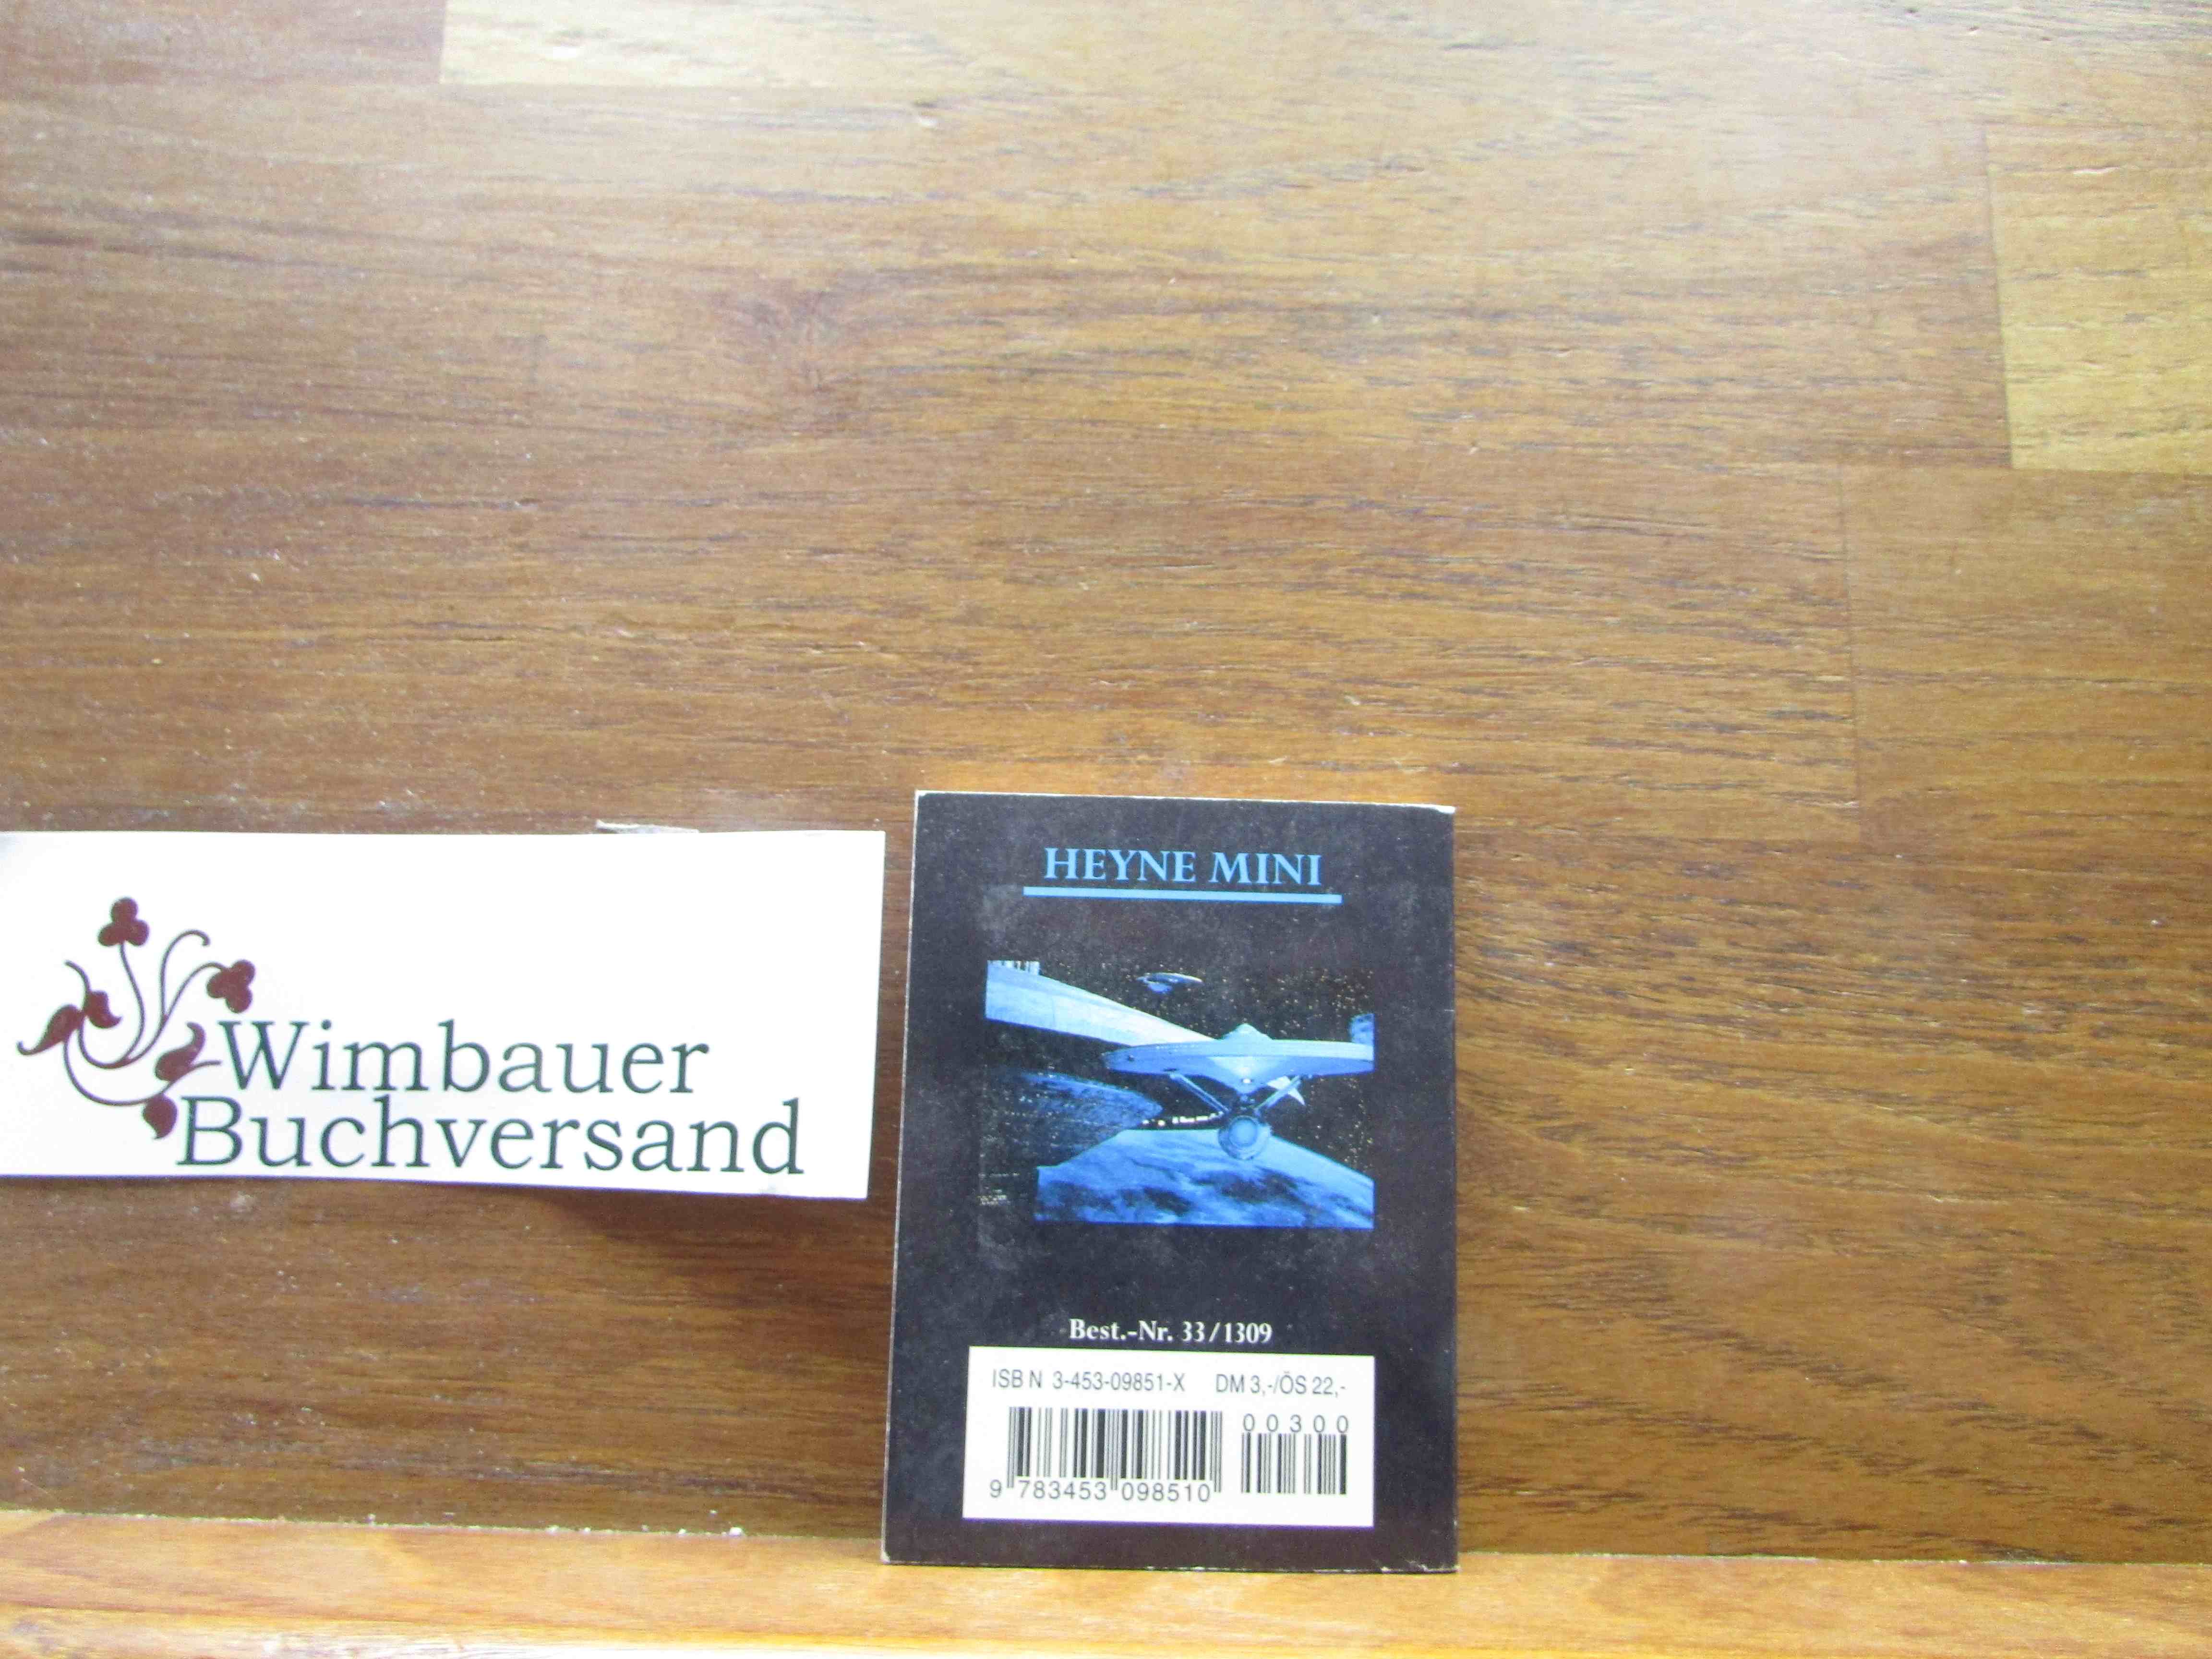 Wimbauer
Buchversand
HEYNE MINI
Best.-Nr. 33/1309
ISBN 3-453-09851-X DM 3,-/ÖS 22,-
00300
9 783453 098510